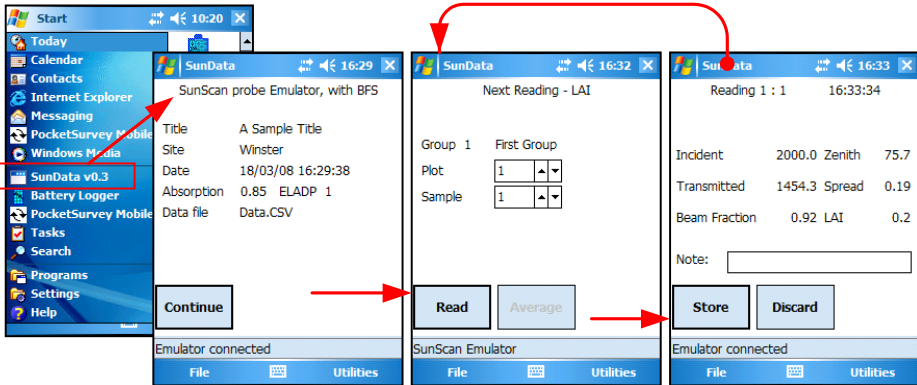 Start 10:20
Today
Calendar
Contacts
Internet Explorer
Messaging
PocketSurvey Mobile
Windows Media
SunData v0.3
Battery Logger
PocketSurvey Mobile
Tasks
Search
Programs
Settings
Help
SunData 16:29
SunScan probe Emulator, with BFS
Title A Sample Title
Site Winster
Date 18/03/08 16:29:38
Absorption 0.85 ELADP 1
Data file Data.CSV
Continue
Emulator connected
File Utilities
SunData 16:32
Next Reading - LAI
Group 1 First Group
Plot 1
Sample 1
Read Average
SunScan Emulator
File Utilities
SunData 16:33
Reading 1 : 1 16:33:34
Incident 2000.0 Zenith 75.7
Transmitted 1454.3 Spread 0.19
Beam Fraction 0.92 LAI 0.2
Note:
Store Discard
Emulator connected
File Utilities